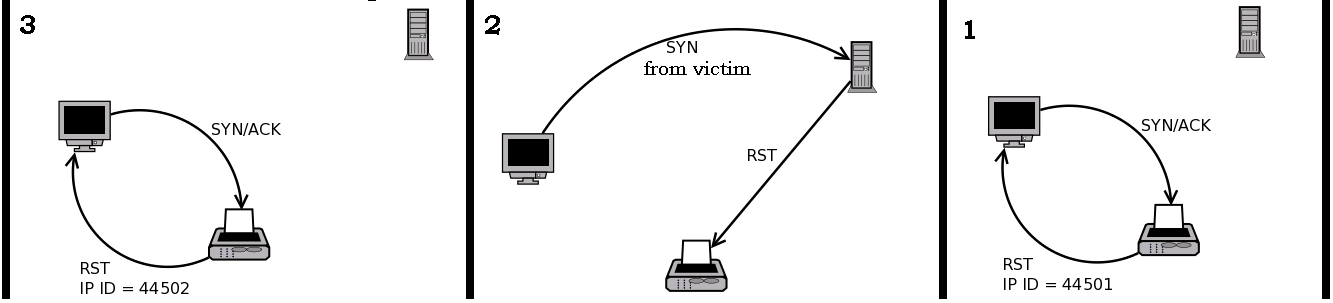 3
SYN/ACK
RST
IP ID = 44502
2
SYN
from victim
RST
1
SYN/ACK
RST
IP ID = 44501